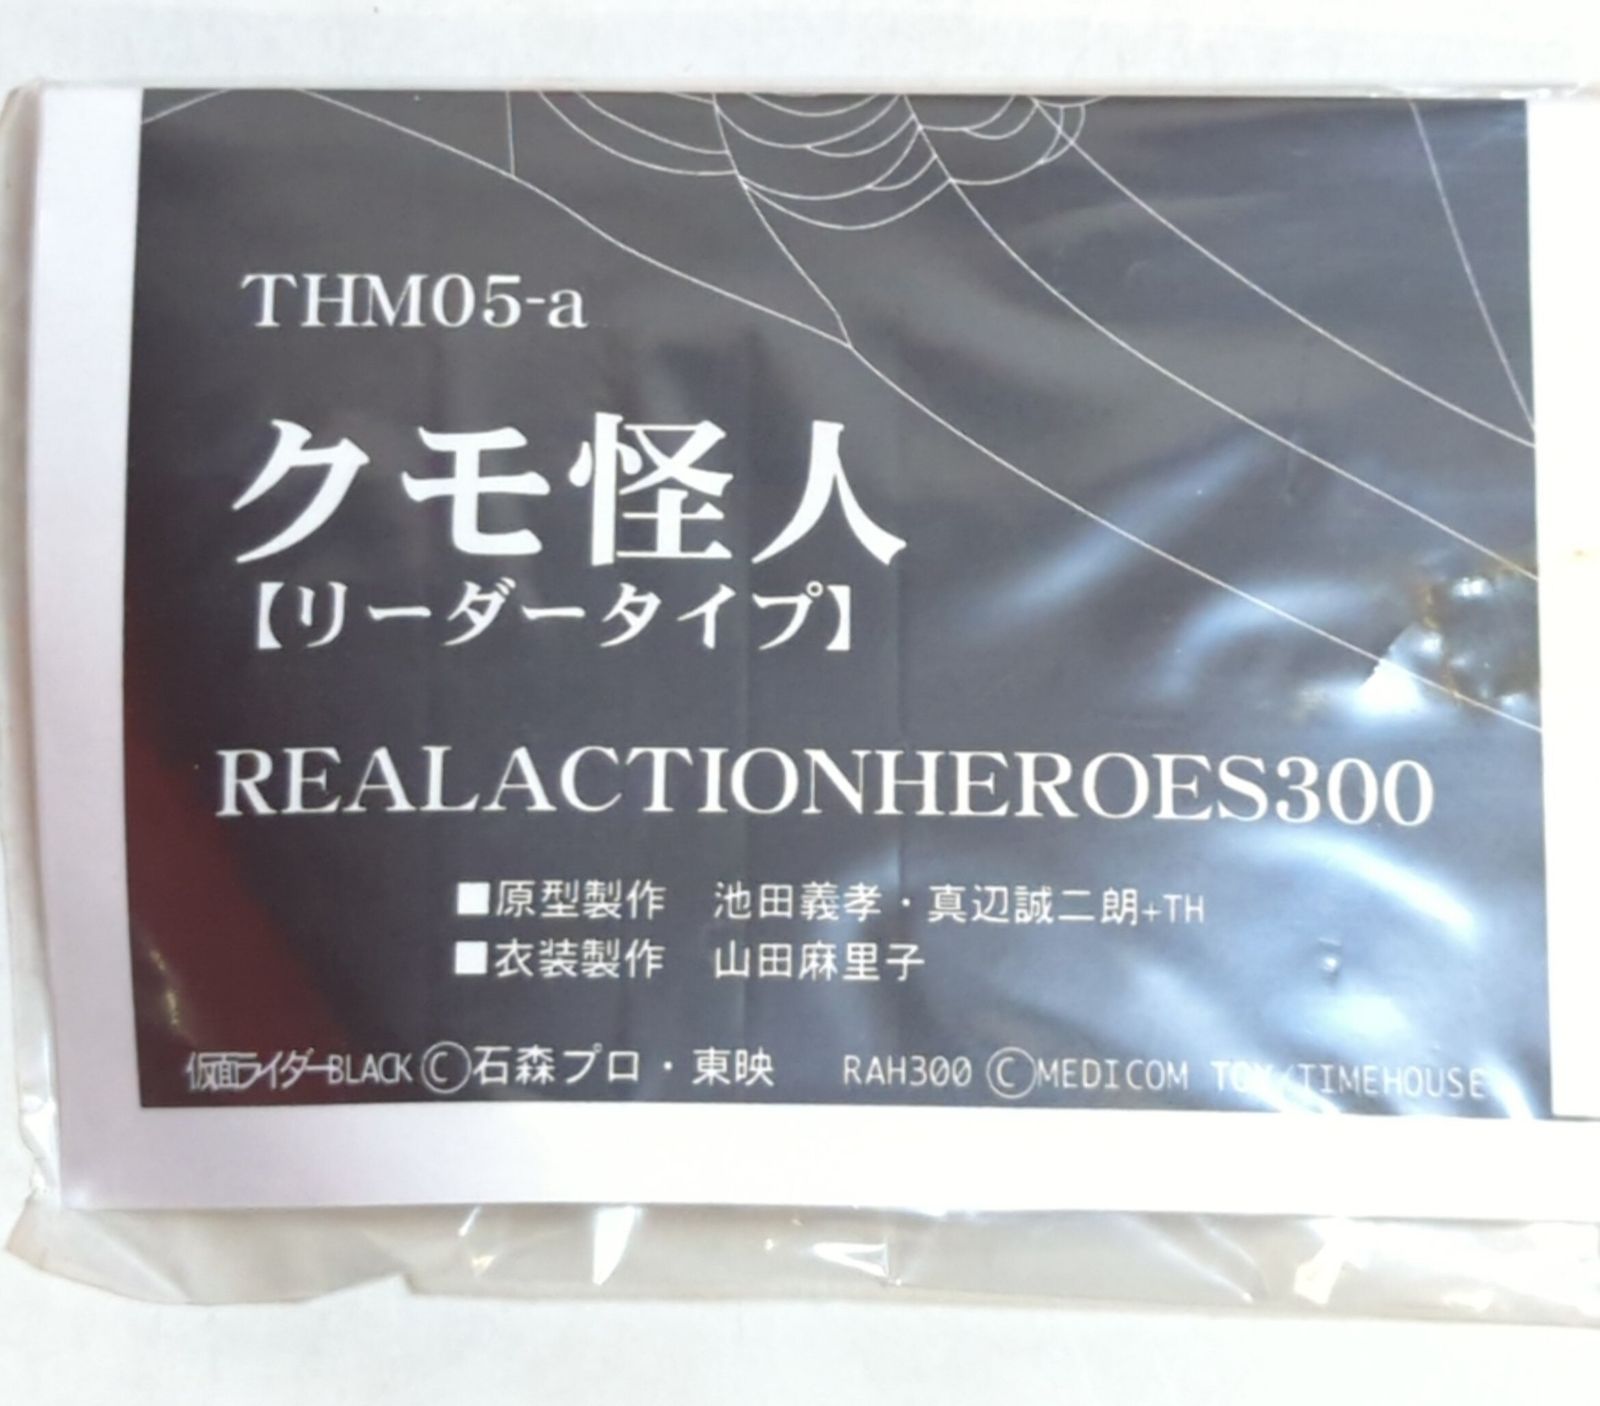 THM05-a
クモ怪人
【リーダータイプ】
REALACTIONHEROES300
■原型製作　池田義孝・真辺誠二朗+TH
■衣装製作　山田麻里子
仮面ライダーBLACK©石森プロ・東映　RAH300 ©MEDICOM TOY/TIMEHOUSE